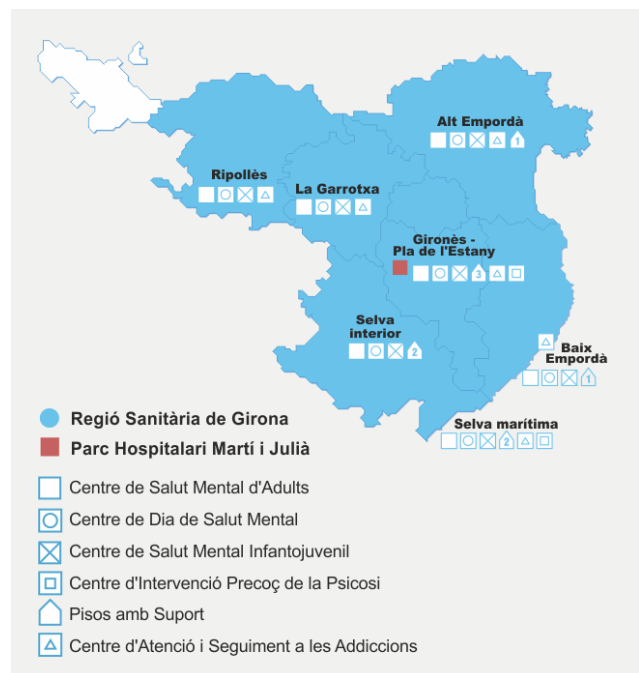 Alt Empordà
1
Ripollès
La Garrotxa
Gironès -
Pla de l'Estany
3
Selva
interior
2
Baix
Empordà
1
Selva marítima
2
Regió Sanitària de Girona
Parc Hospitalari Martí i Julià
Centre de Salut Mental d'Adults
Centre de Dia de Salut Mental
Centre de Salut Mental Infantojuvenil
Centre d'Intervenció Precoç de la Psicosi
Pisos amb Suport
Centre d'Atenció i Seguiment a les Addiccions